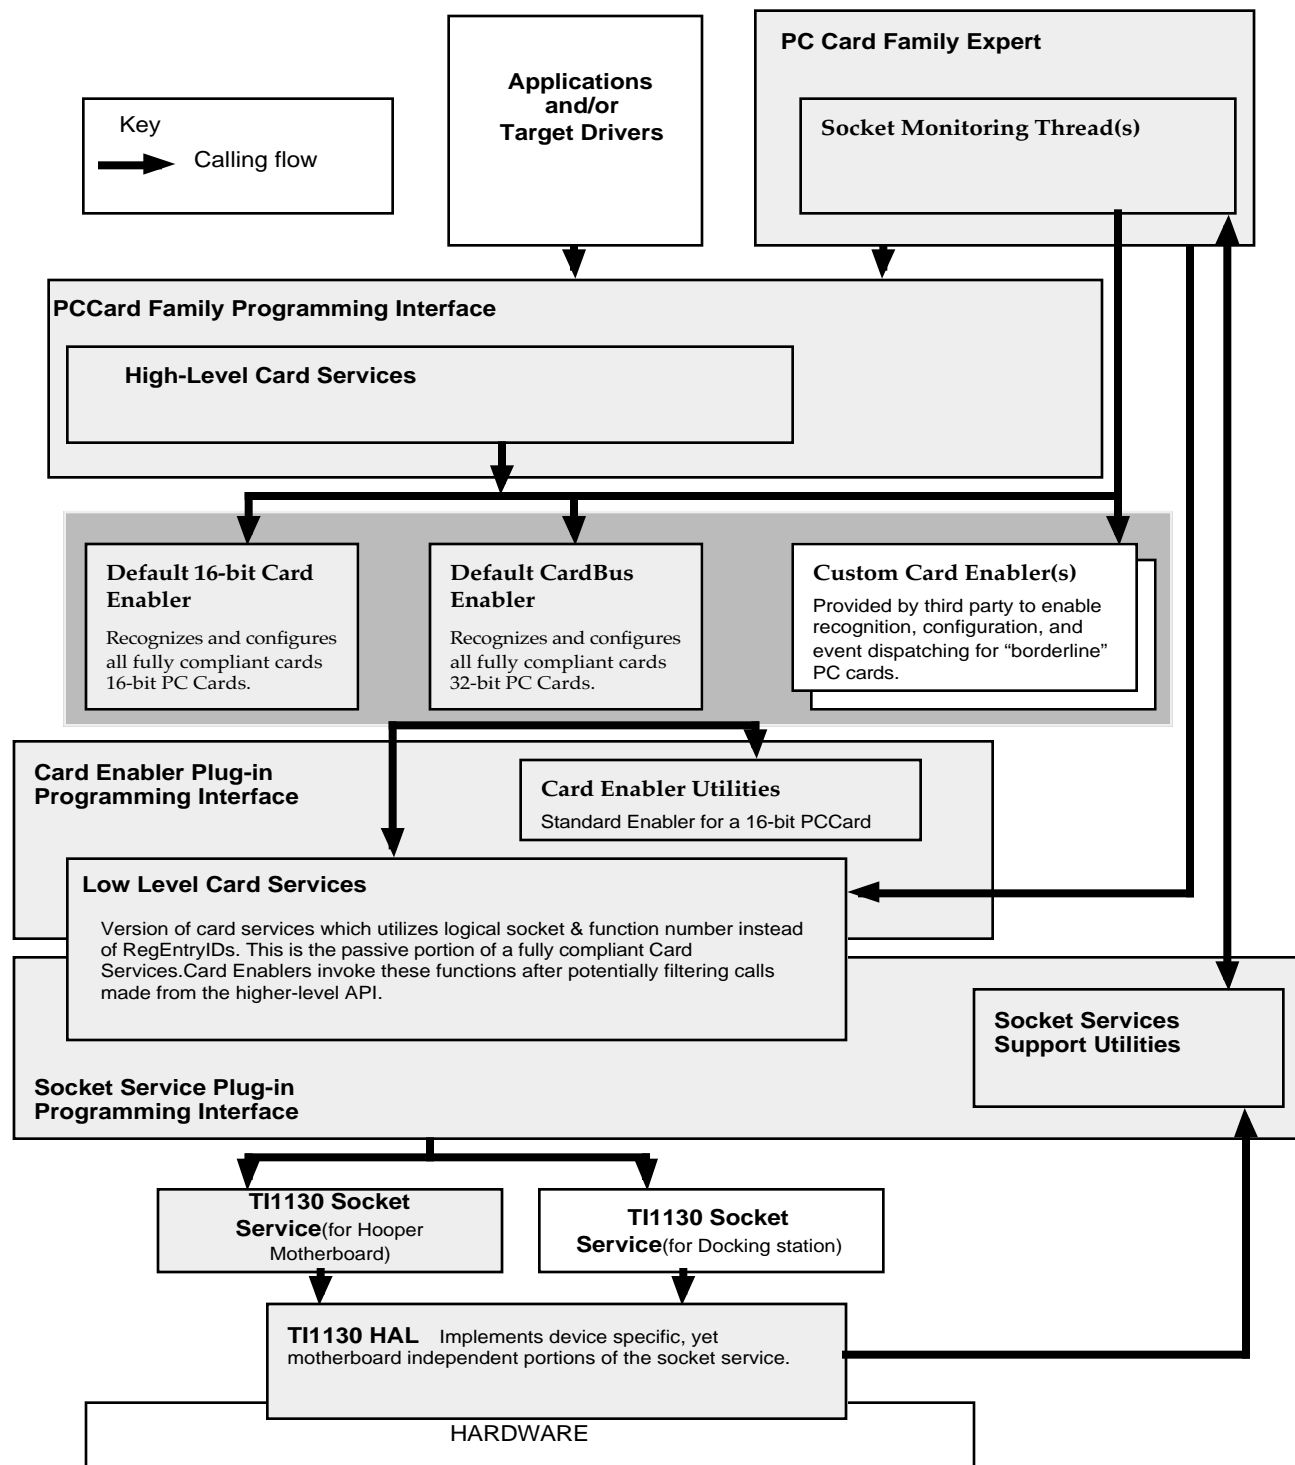 PC Card Family Expert
Applications
and/or
Target Drivers
Key
Calling flow
Socket Monitoring Thread(s)
PCCard Family Programming Interface
High-Level Card Services
Default 16-bit Card
Enabler
Recognizes and configures
all fully compliant cards
16-bit PC Cards.
Default CardBus
Enabler
Recognizes and configures
all fully compliant cards
32-bit PC Cards.
Custom Card Enabler(s)
Provided by third party to enable
recognition, configuration, and
event dispatching for “borderline”
PC cards.
Card Enabler Plug-in
Programming Interface
Card Enabler Utilities
Standard Enabler for a 16-bit PCCard
Low Level Card Services
Version of card services which utilizes logical socket & function number instead
of RegEntryIDs. This is the passive portion of a fully compliant Card
Services.Card Enablers invoke these functions after potentially filtering calls
made from the higher-level API.
Socket Services
Support Utilities
Socket Service Plug-in
Programming Interface
TI1130 Socket
Service(for Hooper
Motherboard)
TI1130 Socket
Service(for Docking station)
TI1130 HAL Implements device specific, yet
motherboard independent portions of the socket service.
HARDWARE